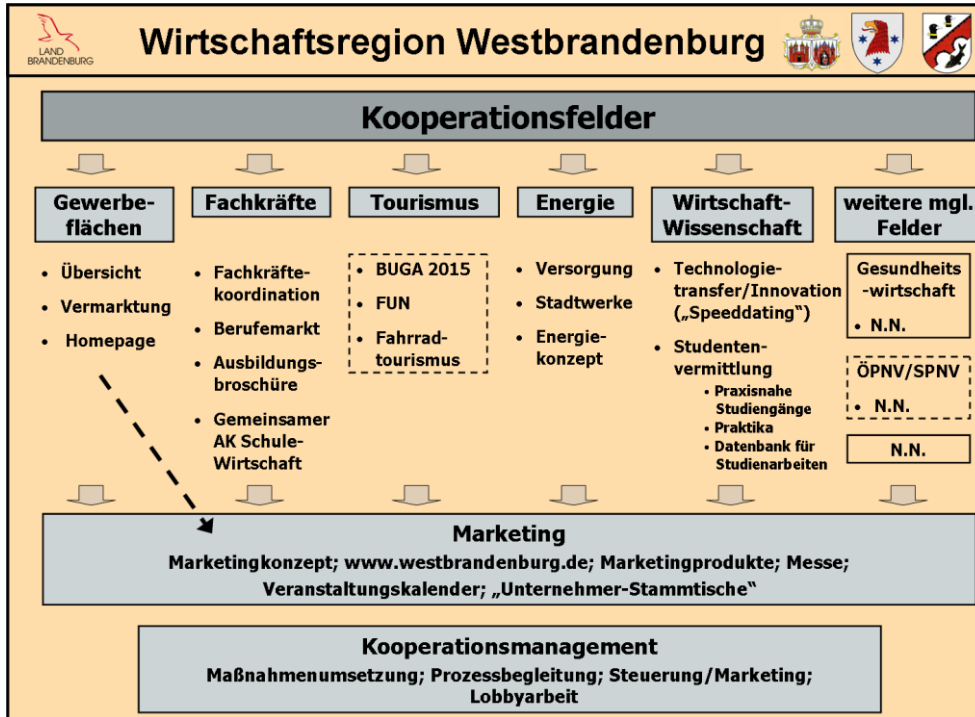 LAND
BRANDENBURG
Wirtschaftsregion Westbrandenburg
Kooperationsfelder
Gewerbe-
flächen
• Übersicht
• Vermarktung
• Homepage
Fachkräfte
• Fachkräfte-
koordination
• Berufemarkt
• Ausbildungs-
broschüre
• Gemeinsamer
AK Schule-
Wirtschaft
Tourismus
• BUGA 2015
• FUN
• Fahrrad-
tourismus
Energie
• Versorgung
• Stadtwerke
• Energie-
konzept
Wirtschaft-
Wissenschaft
• Technologie-
transfer/Innovation
(„Speeddating“)
• Studenten-
vermittlung
• Praxisnahe
Studiengänge
• Praktika
• Datenbank für
Studienarbeiten
weitere mgl.
Felder
Gesundheits
-wirtschaft
• N.N.
ÖPNV/SPNV
• N.N.
N.N.
Marketing
Marketingkonzept; www.westbrandenburg.de; Marketingprodukte; Messe;
Veranstaltungskalender; „Unternehmer-Stammtische“
Kooperationsmanagement
Maßnahmenumsetzung; Prozessbegleitung; Steuerung/Marketing;
Lobbyarbeit